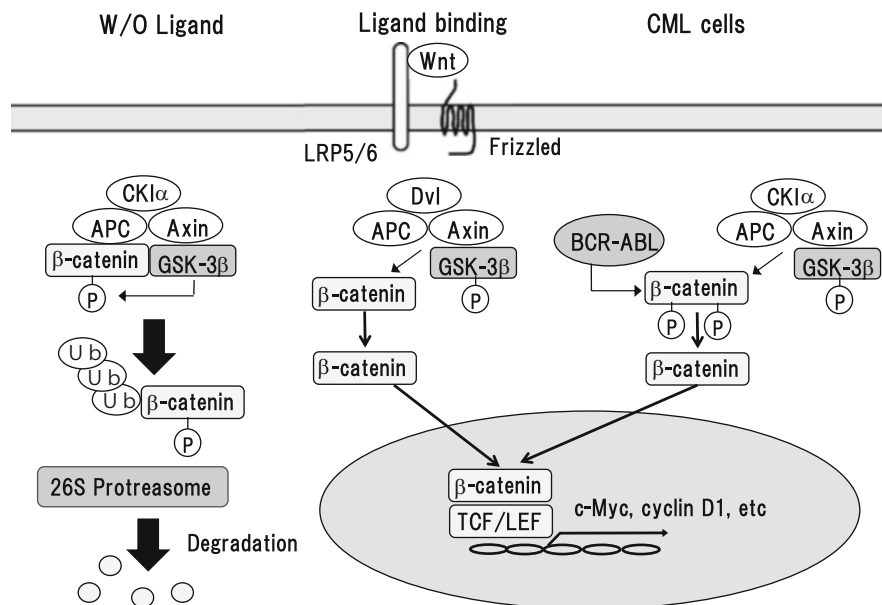 W/O Ligand
Ligand binding
CML cells
Wnt
LRP5/6
Frizzled
CKIα
APC
Axin
β-catenin
GSK-3β
P
Ub
Ub
Ub
β-catenin
P
26S Protreasome
Degradation
Dvl
APC
Axin
GSK-3β
P
β-catenin
β-catenin
BCR-ABL
CKIα
APC
Axin
GSK-3β
P
β-catenin
P
P
β-catenin
β-catenin
TCF/LEF
c-Myc, cyclin D1, etc